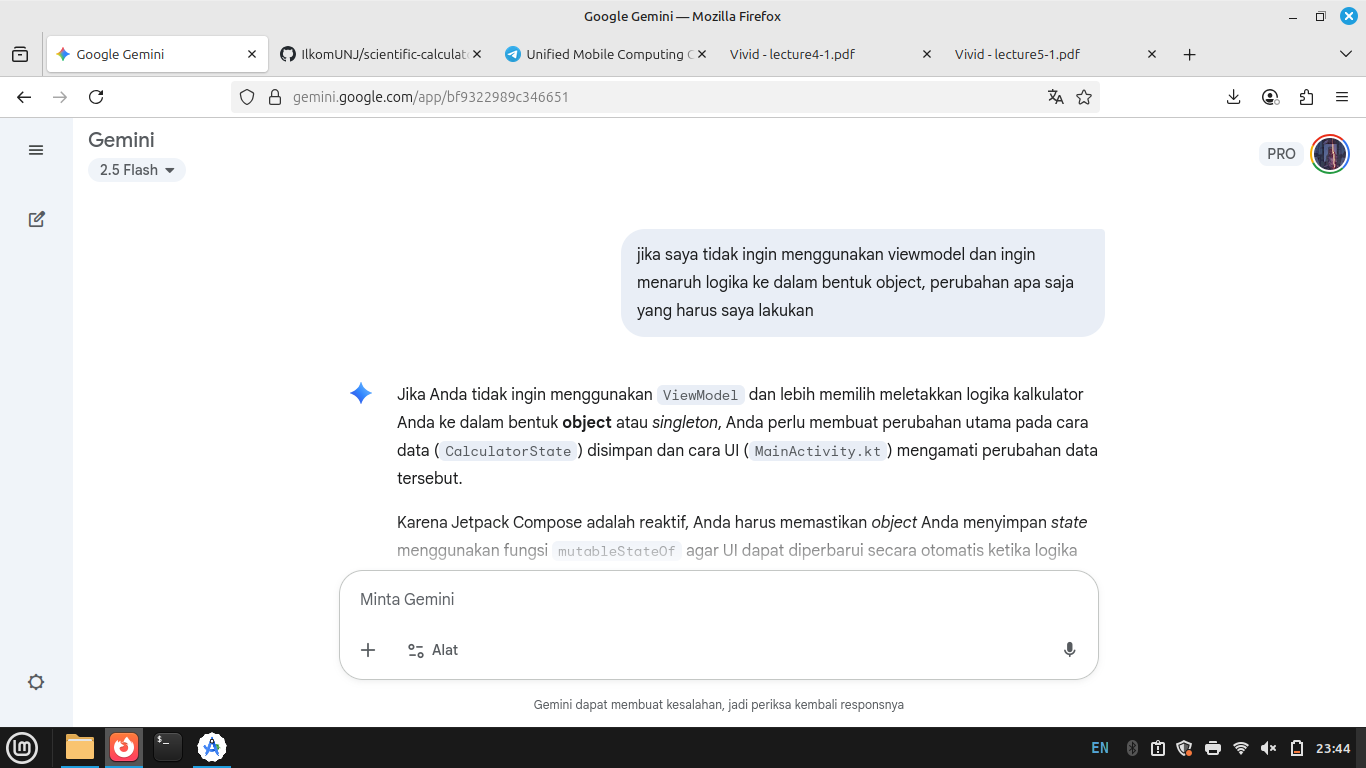 Google Gemini — Mozilla Firefox
Google Gemini
IlkomUNJ/scientific-calculat
Unified Mobile Computing C
Vivid - lecture4-1.pdf
Vivid - lecture5-1.pdf
gemini.google.com/app/bf9322989c346651
Gemini
2.5 Flash
PRO
jika saya tidak ingin menggunakan viewmodel dan ingin
menaruh logika ke dalam bentuk object, perubahan apa saja
yang harus saya lakukan
Jika Anda tidak ingin menggunakan ViewModel dan lebih memilih meletakkan logika kalkulator
Anda ke dalam bentuk object atau singleton, Anda perlu membuat perubahan utama pada cara
data (CalculatorState) disimpan dan cara UI (MainActivity.kt) mengamati perubahan data
tersebut.
Karena Jetpack Compose adalah reaktif, Anda harus memastikan object Anda menyimpan state
menggunakan fungsi mutableStateOf agar UI dapat diperbarui secara otomatis ketika logika
Minta Gemini
Alat
Gemini dapat membuat kesalahan, jadi periksa kembali responsnya
EN
23:44